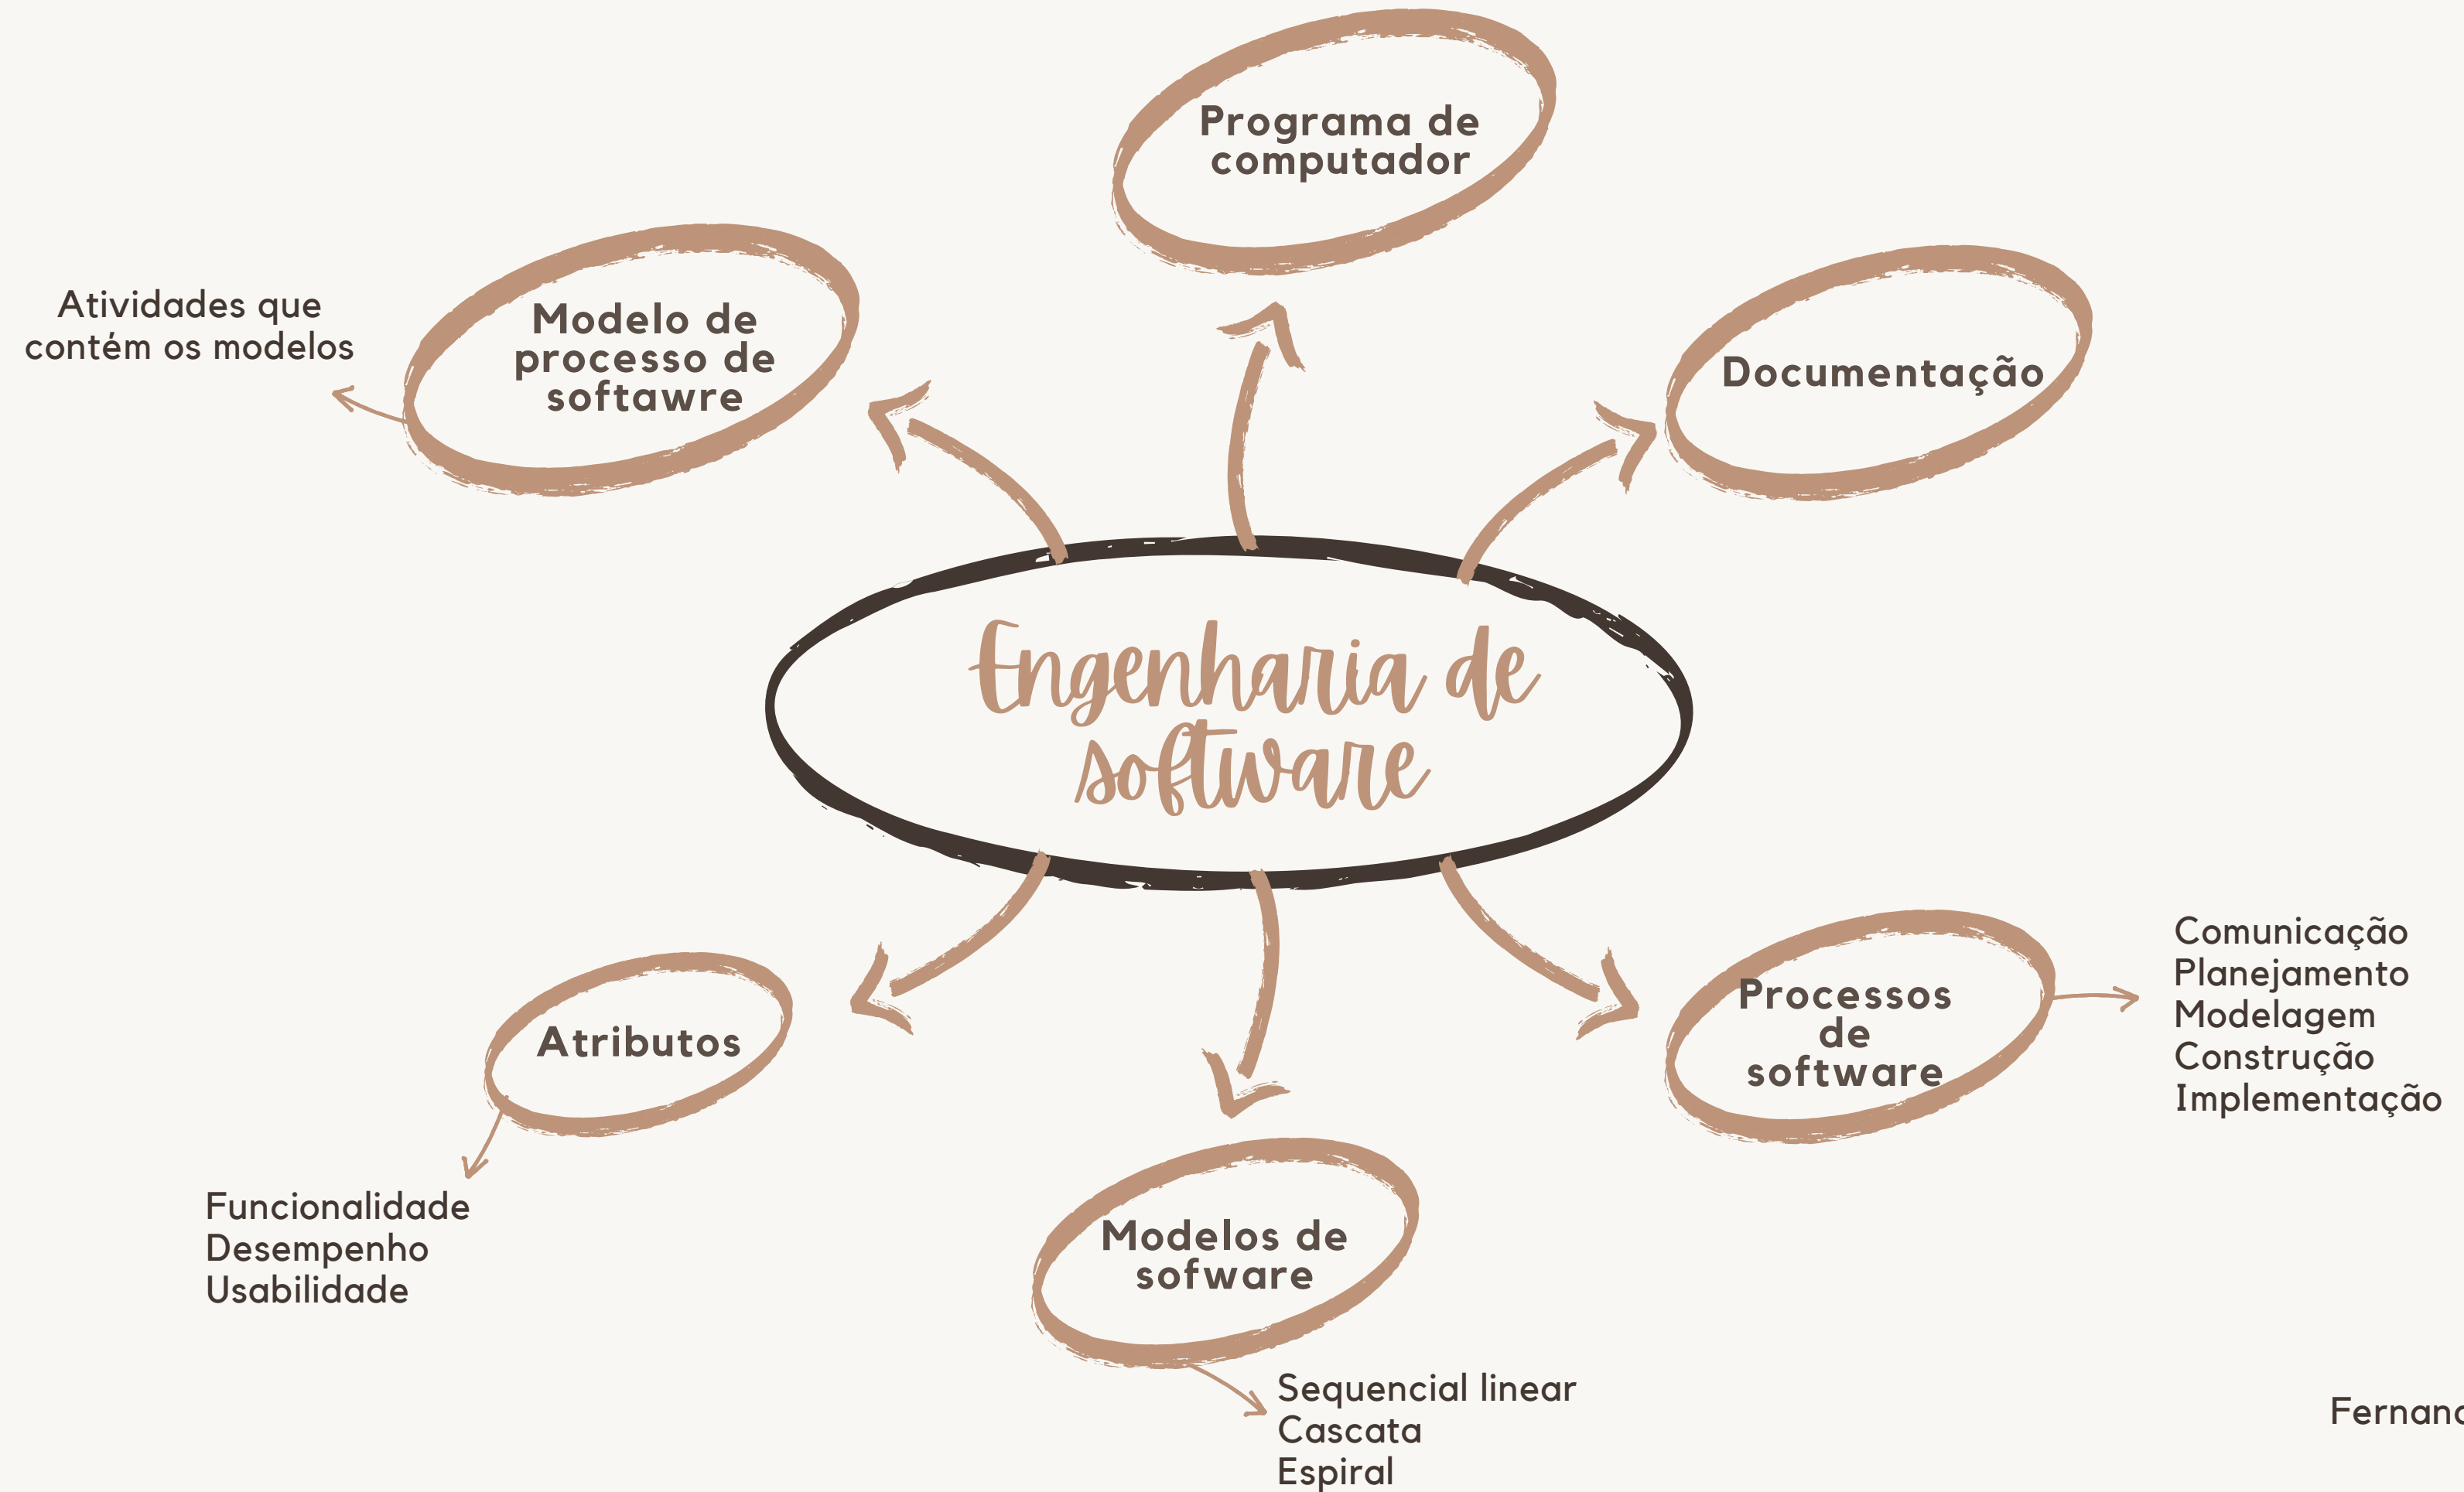 Programa de
computador
Modelo de
processo de
softawre
Atividades que
contém os modelos
Documentação
Engenharia de
software
Atributos
Funcionalidade
Desempenho
Usabilidade
Modelos de
sofware
Sequencial linear
Cascata
Espiral
Processos
de
software
Comunicação
Planejamento
Modelagem
Construção
Implementação